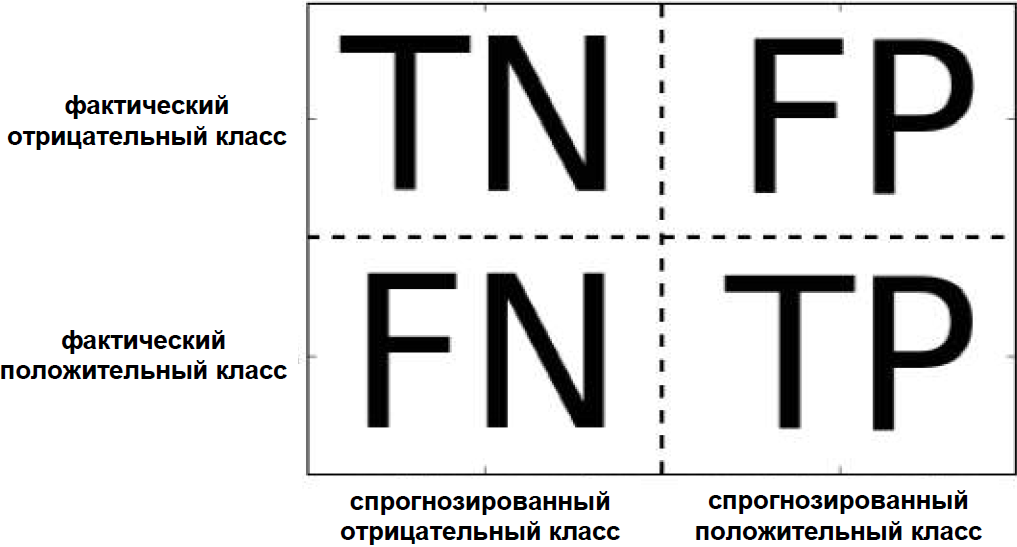 TN
FP
фактический
отрицательный класс
FN
TP
фактический
положительный класс
спрогнозированный
отрицательный класс
спрогнозированный
положительный класс